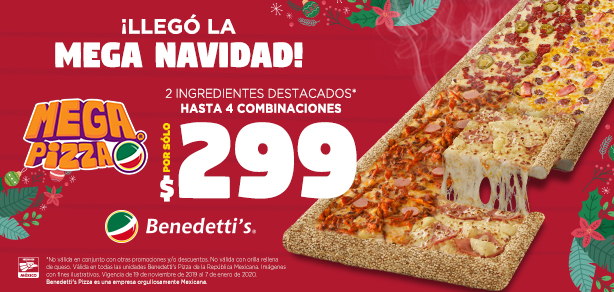 ¡LLEGÓ LA
MEGA NAVIDAD!
2 INGREDIENTES DESTACADOS*
HASTA 4 COMBINACIONES
MEGA
PIZZA
POR SÓLO
$299
Benedetti's®
*No válida en conjunto con otras promociones y/o descuentos. No válida con orilla rellena
de queso. Válida en todas las unidades Benedetti's Pizza de la República Mexicana. Imágenes
con fines ilustrativos. Vigencia de 19 de noviembre de 2019 al 7 de enero de 2020.
Benedetti's Pizza es una empresa orgullosamente Mexicana.
MÉXICO